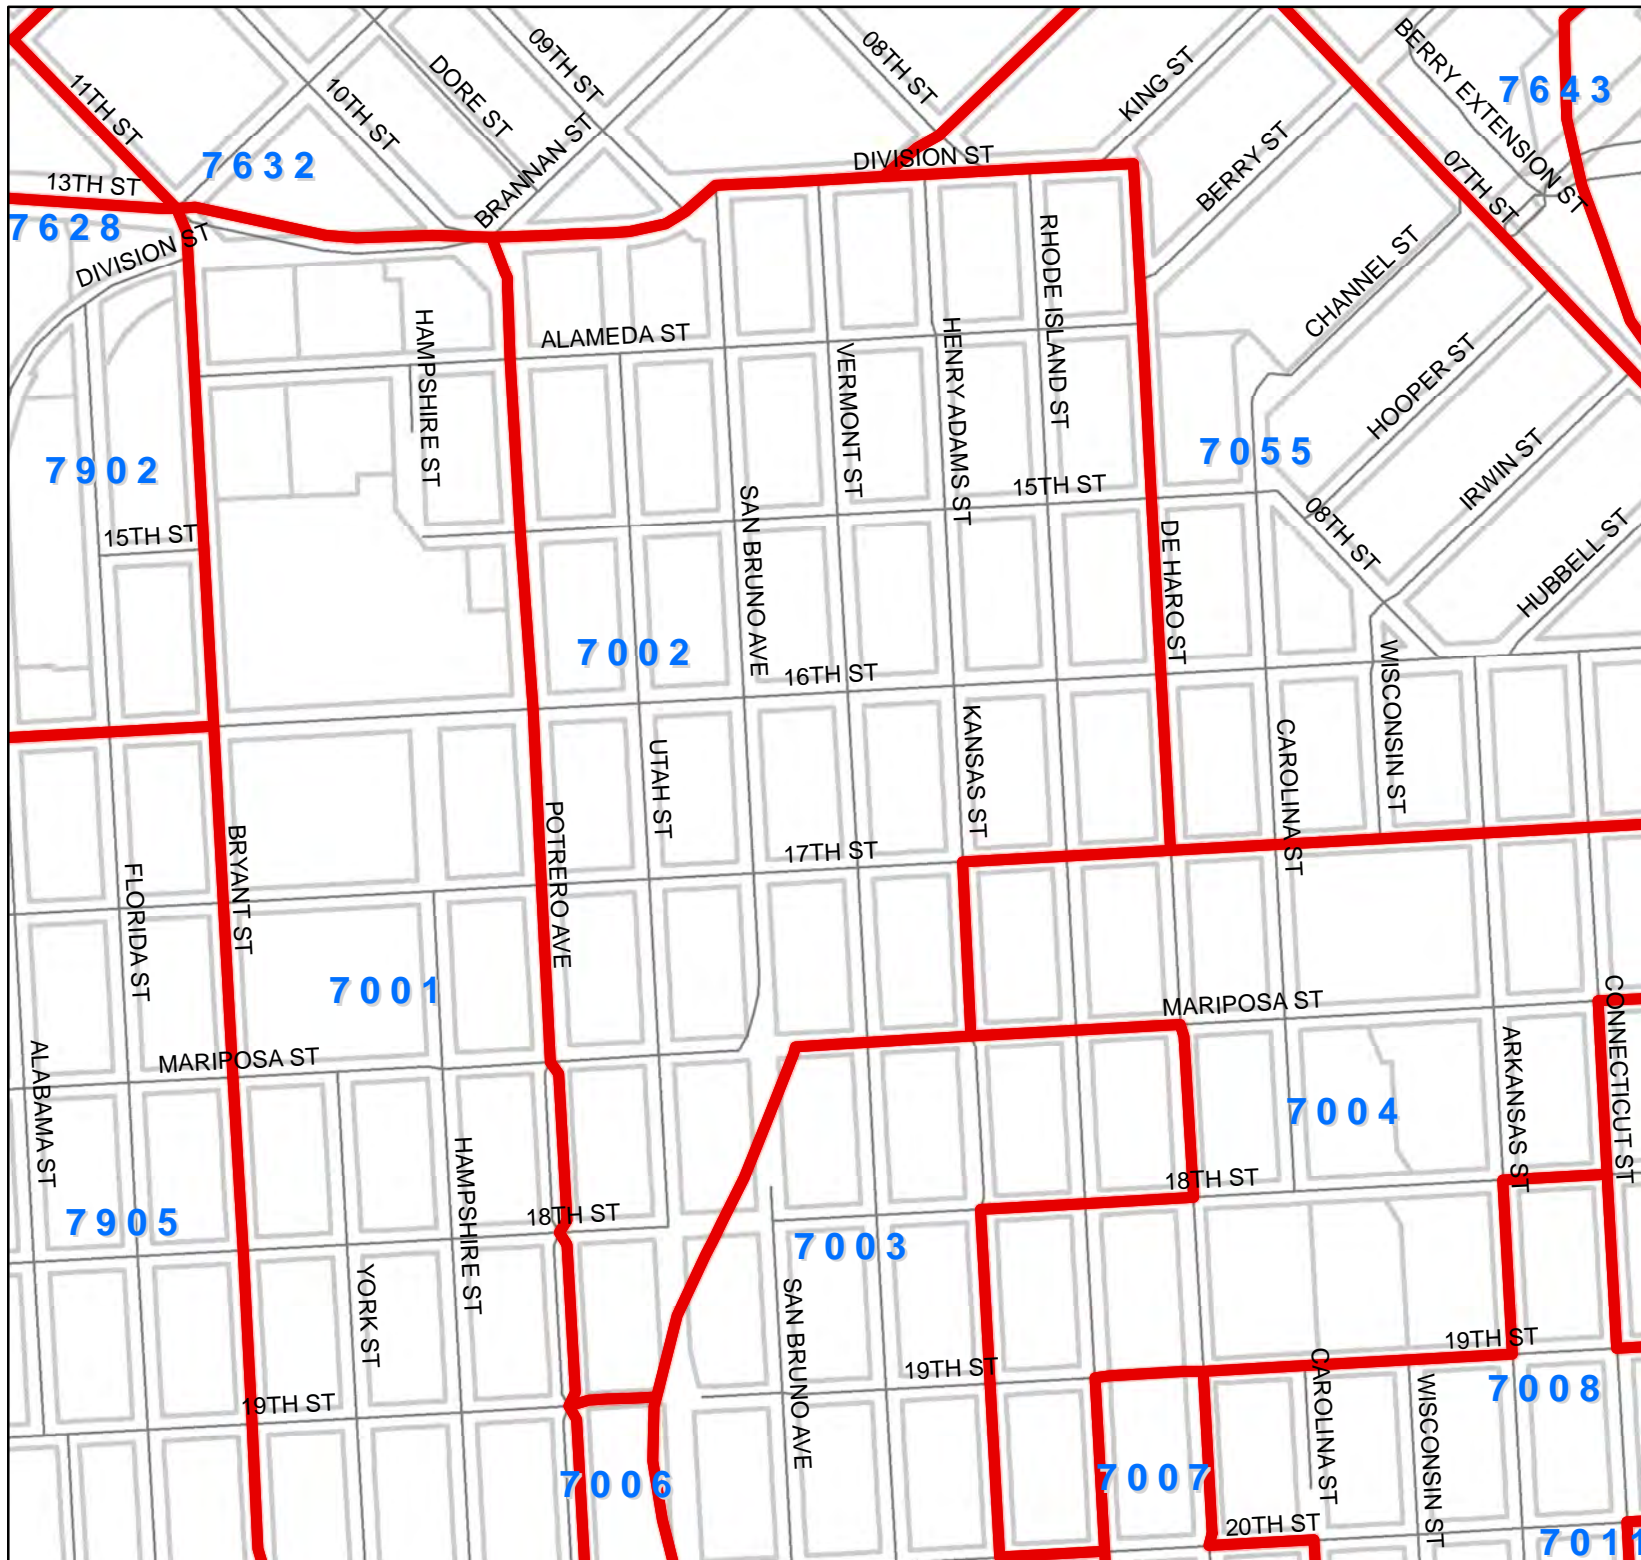 11TH ST
10TH ST
DORE ST
09TH ST
BRANNAN ST
08TH ST
KING ST
BERRY ST
BERRY EXTENSION ST
7643
07TH ST
7632
13TH ST
7628
DIVISION ST
DIVISION ST
RHODE ISLAND ST
CHANNEL ST
HAMPSHIRE ST
ALAMEDA ST
VERMONT ST
HENRY ADAMS ST
HOOPER ST
7902
7055
IRWIN ST
15TH ST
SAN BRUNO AVE
15TH ST
08TH ST
HUBBELL ST
DE HARO ST
7002
16TH ST
WISCONSIN ST
UTAH ST
KANSAS ST
CAROLINA ST
POTRERO AVE
17TH ST
BRYANT ST
FLORIDA ST
7001
MARIPOSA ST
CONNECTICUT ST
MARIPOSA ST
ALABAMA ST
ARKANSAS ST
7004
HAMPSHIRE ST
18TH ST
7905
18TH ST
7003
YORK ST
SAN BRUNO AVE
19TH ST
19TH ST
CAROLINA ST
WISCONSIN ST
7008
19TH ST
7006
7007
20TH ST
7011